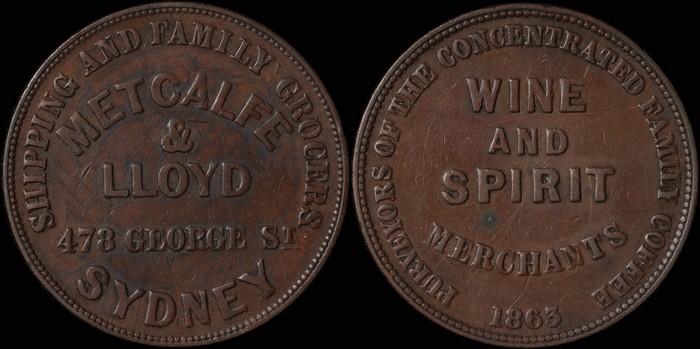 SHIPPING AND FAMILY GROCERS
METCALFE
&
LLOYD
478 GEORGE ST
SYDNEY
PURVEYORS OF THE CONCENTRATED FAMILY COFFEE
WINE
AND
SPIRIT
MERCHANTS
1863